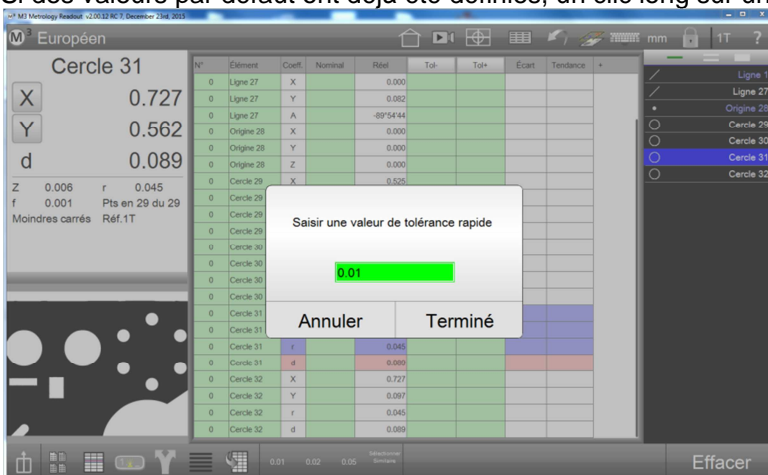 Si des valeurs par défaut ont déjà été définies, un clic long sur un
M³ M3 Metrology Readout v2.00.12 RC 7, December 23rd, 2015
M³ Européen
mm
1T
?
Cercle 31
X 0.727
Y 0.562
d 0.089
Z 0.006 r 0.045
f 0.001 Pts en 29 du 29
Moindres carrés Réf.1T
N° Élément Coeff. Nominal Réel Tol- Tol+ Écart Tendance +
0 Ligne 27 X 0.000
0 Ligne 27 Y 0.082
0 Ligne 27 A -89°54'44
0 Origine 28 X 0.000
0 Origine 28 Y 0.000
0 Origine 28 Z 0.000
0 Cercle 29 X 0.525
0 Cercle 29
0 Cercle 29
0 Cercle 29
0 Cercle 30
0 Cercle 30
0 Cercle 30
0 Cercle 30
0 Cercle 31
0 Cercle 31
0 Cercle 31 r 0.045
0 Cercle 31 d 0.089
0 Cercle 32 X 0.727
0 Cercle 32 Y 0.097
0 Cercle 32 r 0.045
0 Cercle 32 d 0.089
Saisir une valeur de tolérance rapide
0.01
Annuler
Terminé
Ligne 1
Ligne 27
Origine 28
Cercle 29
Cercle 30
Cercle 31
Cercle 32
0.01 0.02 0.05 Sélectionner Similaire
Effacer